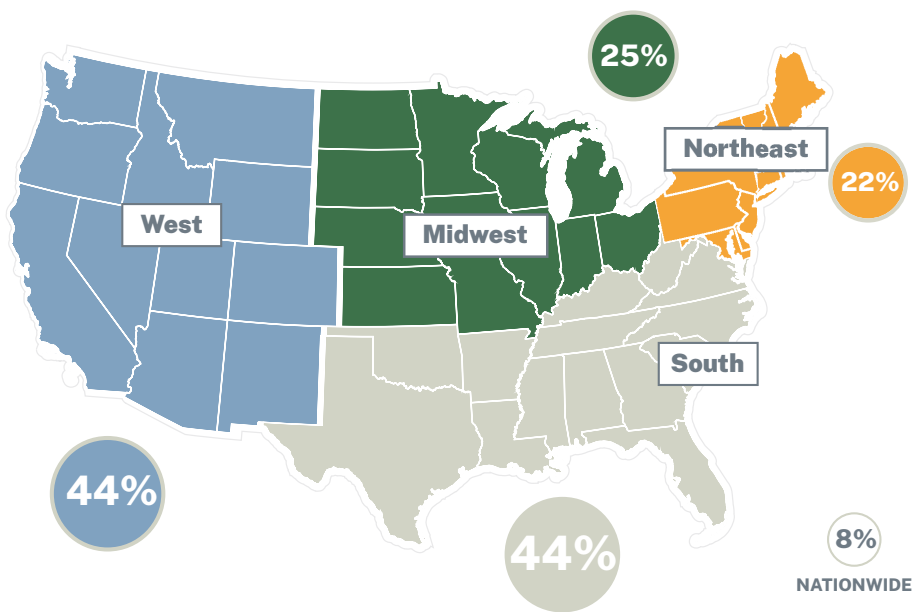 25%
Northeast
22%
West
Midwest
South
44%
44%
8%
NATIONWIDE